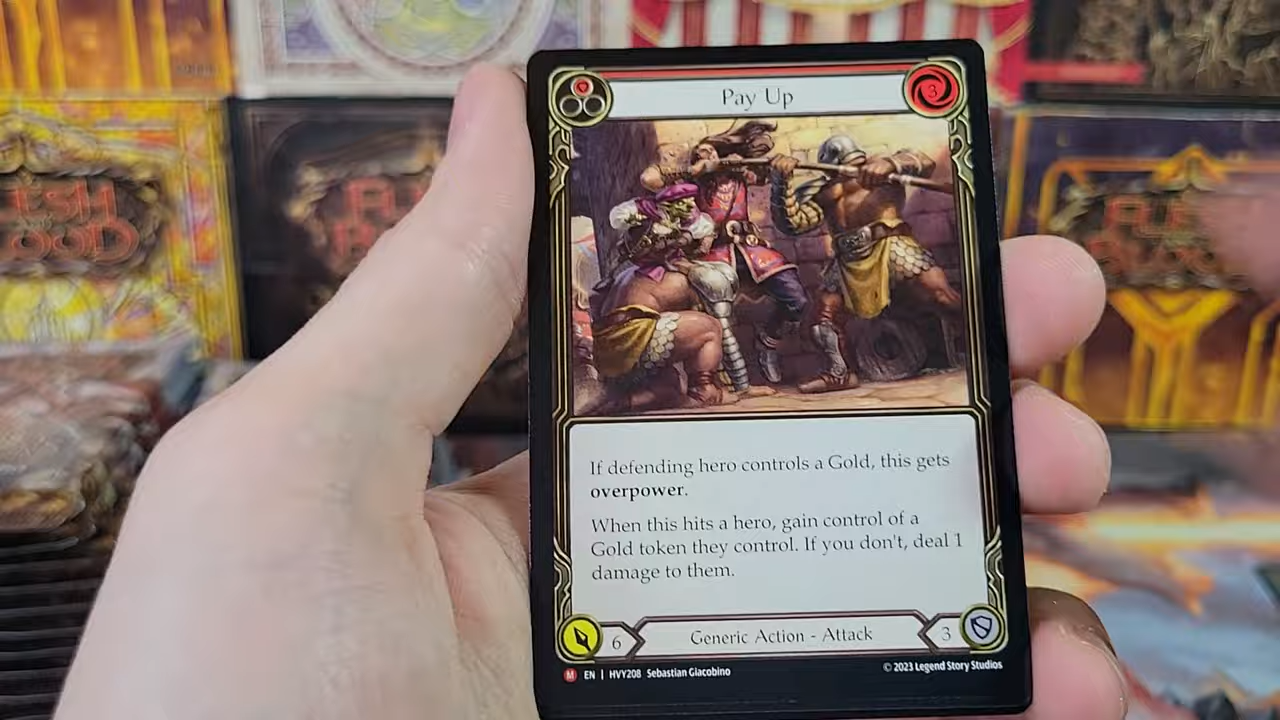 Pay Up
3
If defending hero controls a Gold, this gets
overpower.
When this hits a hero, gain control of a
Gold token they control. If you don't, deal 1
damage to them.
6
Generic Action - Attack
3
M EN | HVY208 Sebastian Giacobino
© 2023 Legend Story Studios
FLESH
BLOOD